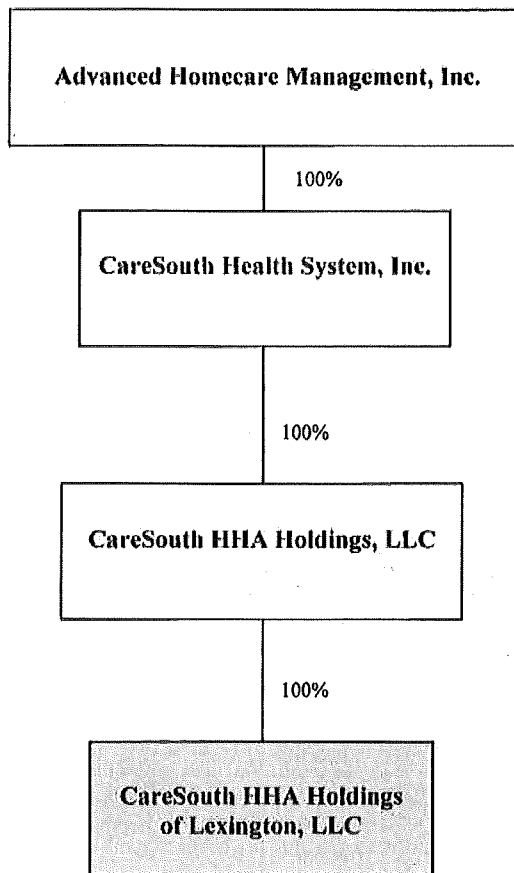 Advanced Homecare Management, Inc.
100%
CareSouth Health System, Inc.
100%
CareSouth HHA Holdings, LLC
100%
CareSouth HHA Holdings
of Lexington, LLC